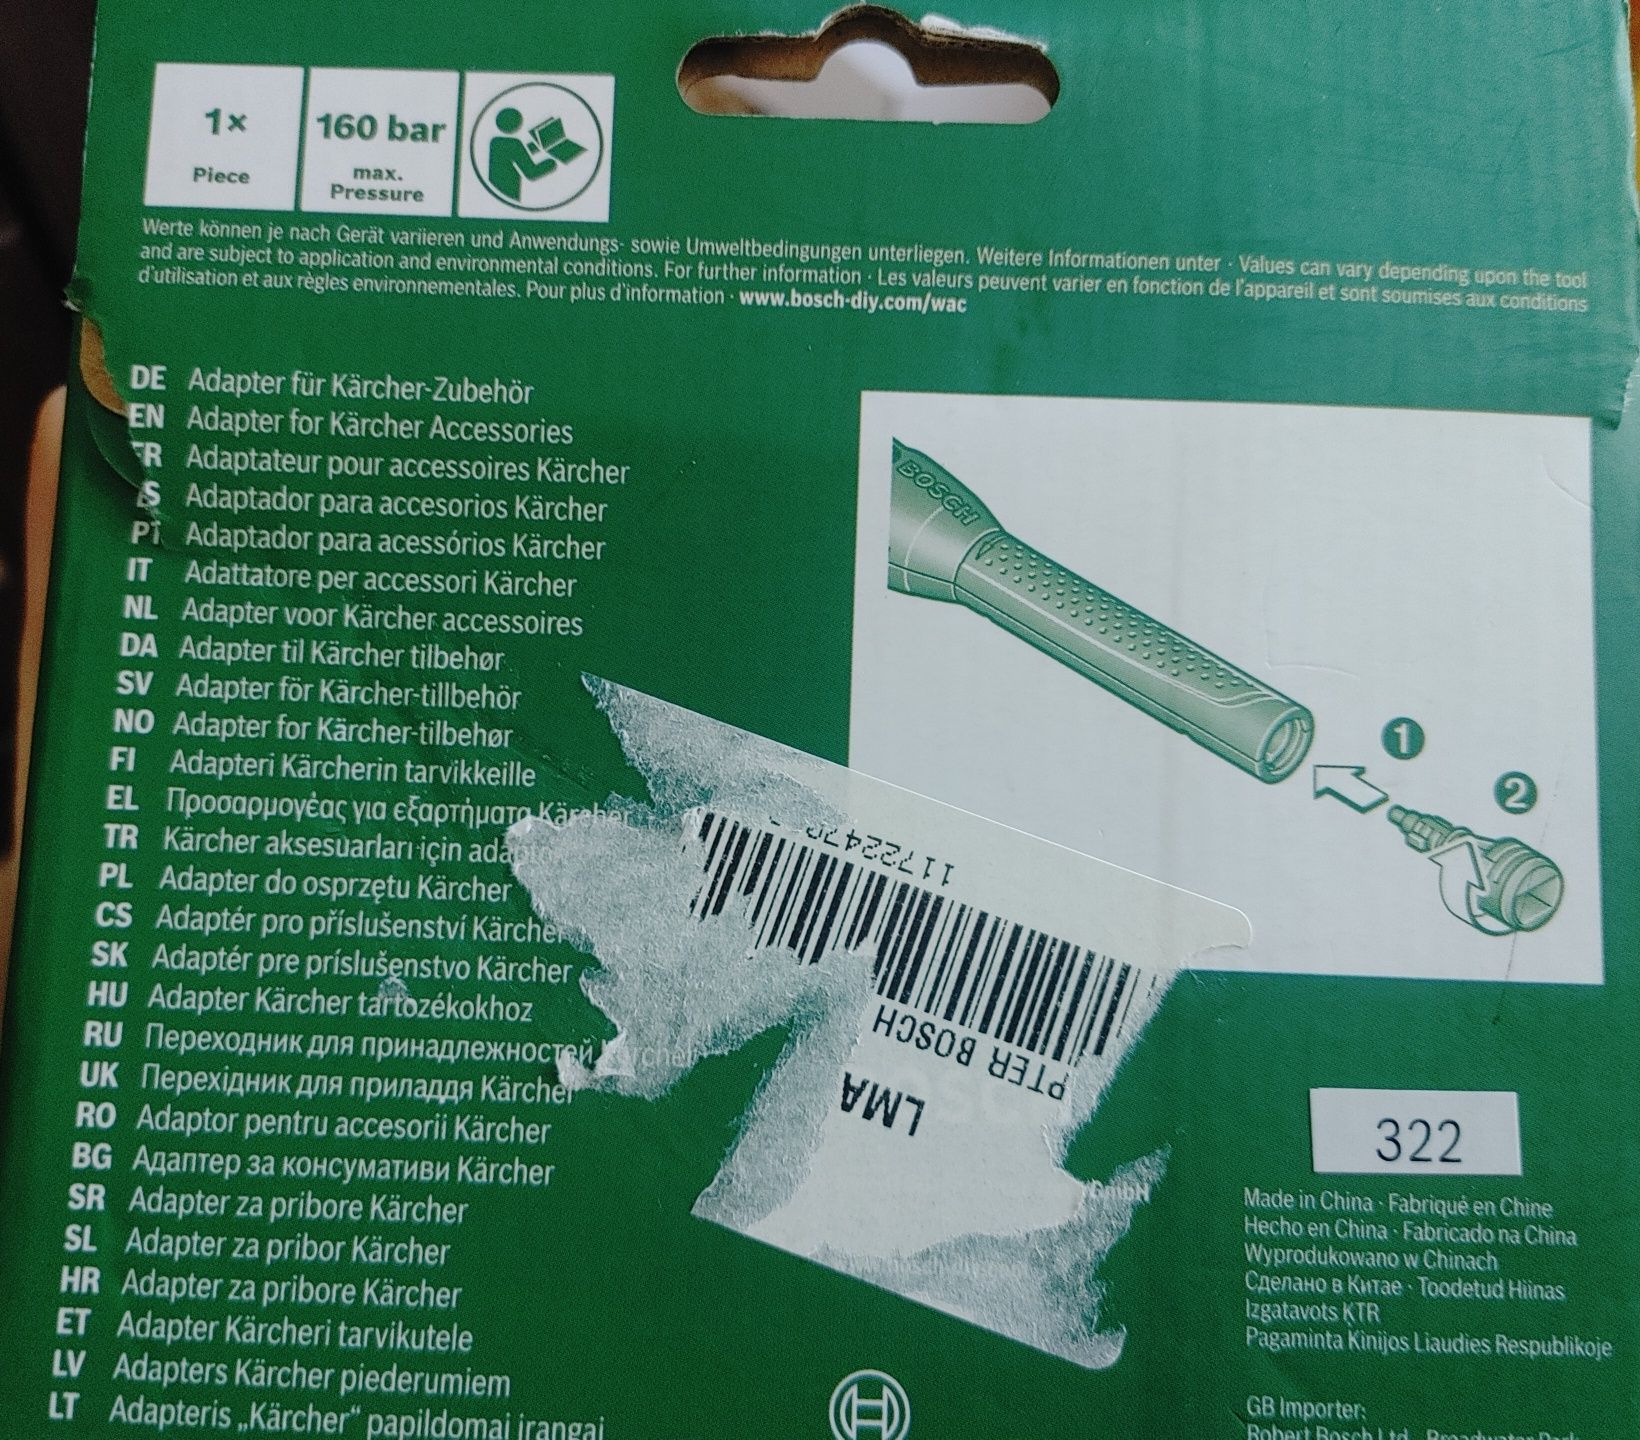 1x
Piece
160 bar
max.
Pressure
Werte können je nach Gerät variieren und Anwendungs- sowie Umweltbedingungen unterliegen. Weitere Informationen unter · Values can vary depending upon the tool
and are subject to application and environmental conditions. For further information · Les valeurs peuvent varier en fonction de l'appareil et sont soumises aux conditions
d'utilisation et aux règles environnementales. Pour plus d'information · www.bosch-diy.com/wac
DE Adapter für Kärcher-Zubehör
EN Adapter for Kärcher Accessories
FR Adaptateur pour accessoires Kärcher
ES Adaptador para accesorios Kärcher
PT Adaptador para acessórios Kärcher
IT Adattatore per accessori Kärcher
NL Adapter voor Kärcher accessoires
DA Adapter til Kärcher tilbehør
SV Adapter för Kärcher-tillbehör
NO Adapter for Kärcher-tilbehør
FI Adapteri Kärcherin tarvikkeille
EL Προσαρμογέας για εξαρτήματα Kärcher
TR Kärcher aksesuarları için
PL Adapter do osprzętu Kärcher
CS Adaptér pro příslušenství Kärcher
SK Adaptér pre príslušenstvo Kärcher
HU Adapter Kärcher tartozékokhoz
RU Переходник для принадлежностей Kärcher
UK Перехідник для приладдя Kärcher
RO Adaptor pentru accesorii Kärcher
BG Адаптер за консумативи Kärcher
SR Adapter za pribore Kärcher
SL Adapter za pribor Kärcher
HR Adapter za pribore Kärcher
ET Adapter Kärcheri tarvikutele
LV Adapters Kärcher piederumiem
LT Adapteris „Kärcher“ papildomai įrangai
BOSCH
1
2
LMA
PTER BOSCH
GmbH
322
Made in China · Fabriqué en Chine
Hecho en China · Fabricado na China
Wyprodukowano w Chinach
Сделано в Китае · Toodetud Hiinas
Izgatavots ĶTR
Pagaminta Kinijos Liaudies Respublikoje
GB Importer:
Robert Bosch Ltd